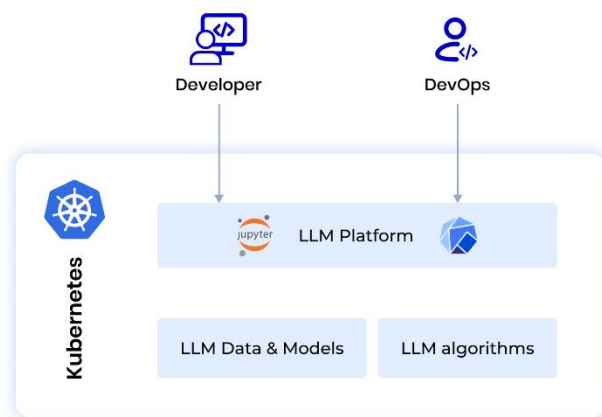 Developer
DevOps
Kubernetes
jupyter
LLM Platform
LLM Data & Models
LLM algorithms